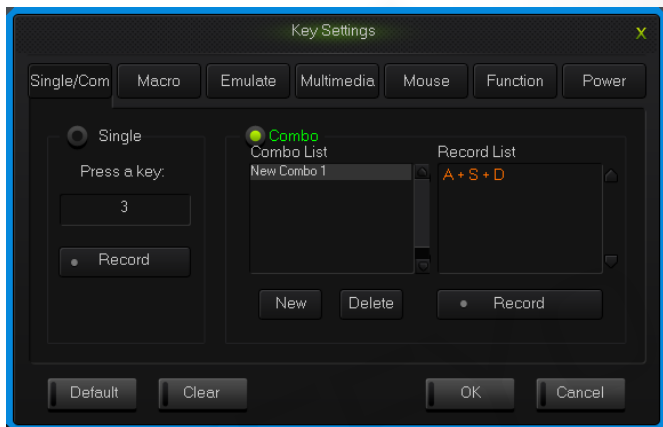 Key Settings
X
Single/Com Macro Emulate Multimedia Mouse Function Power
Single
Press a key:
3
Record
Combo
Combo List
New Combo 1
New Delete
Record List
A + S + D
Record
Default Clear OK Cancel